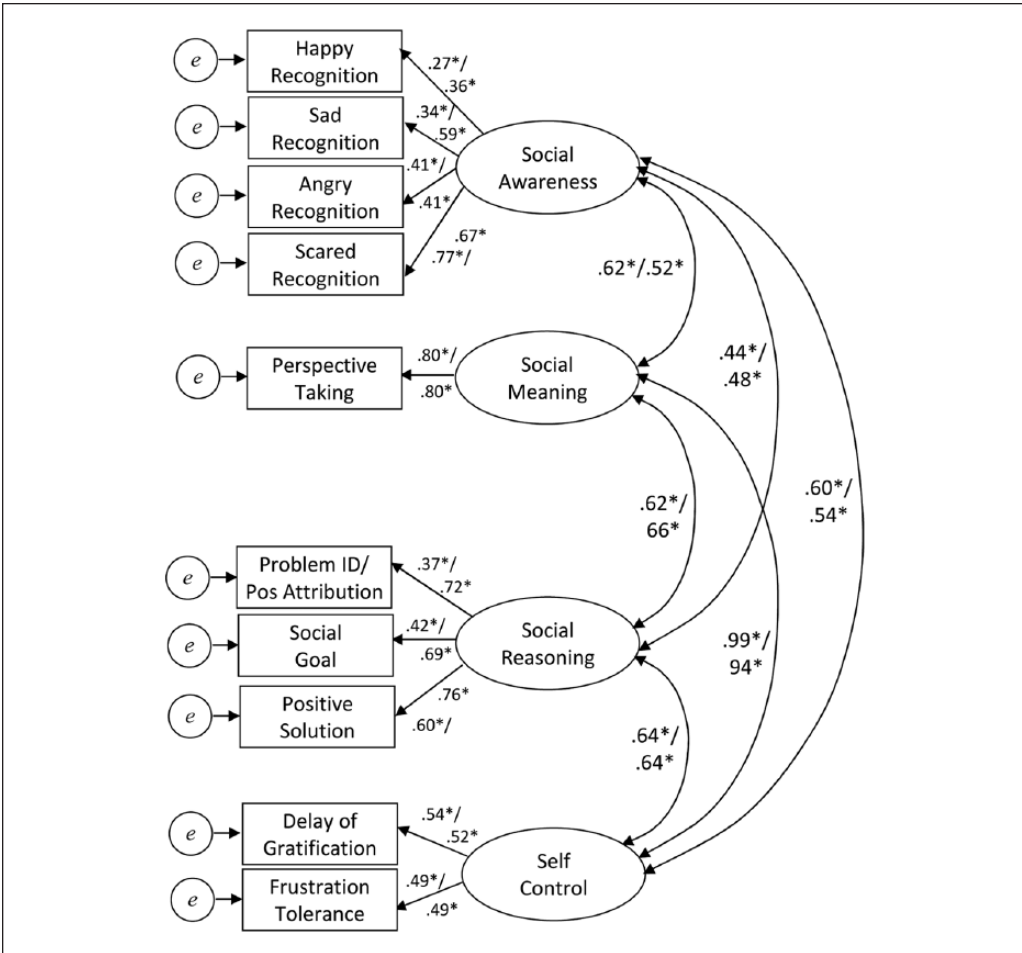 e
Happy
Recognition
.27*/
.36*
e
Sad
Recognition
.34*/
.59*
Social
Awareness
e
Angry
Recognition
.41*/
.41*
e
Scared
Recognition
.67*
.77*/
.62*/.52*
e
Perspective
Taking
.80*/
.80*
Social
Meaning
.44*/
.48*
.62*/
66*
.60*/
.54*
e
Problem ID/
Pos Attribution
.37*/
.72*
e
Social
Goal
.42*/
.69*
Social
Reasoning
.99*/
94*
e
Positive
Solution
.76*
.60*/
.64*/
.64*
e
Delay of
Gratification
.54*/
.52*
Self
Control
e
Frustration
Tolerance
.49*/
.49*